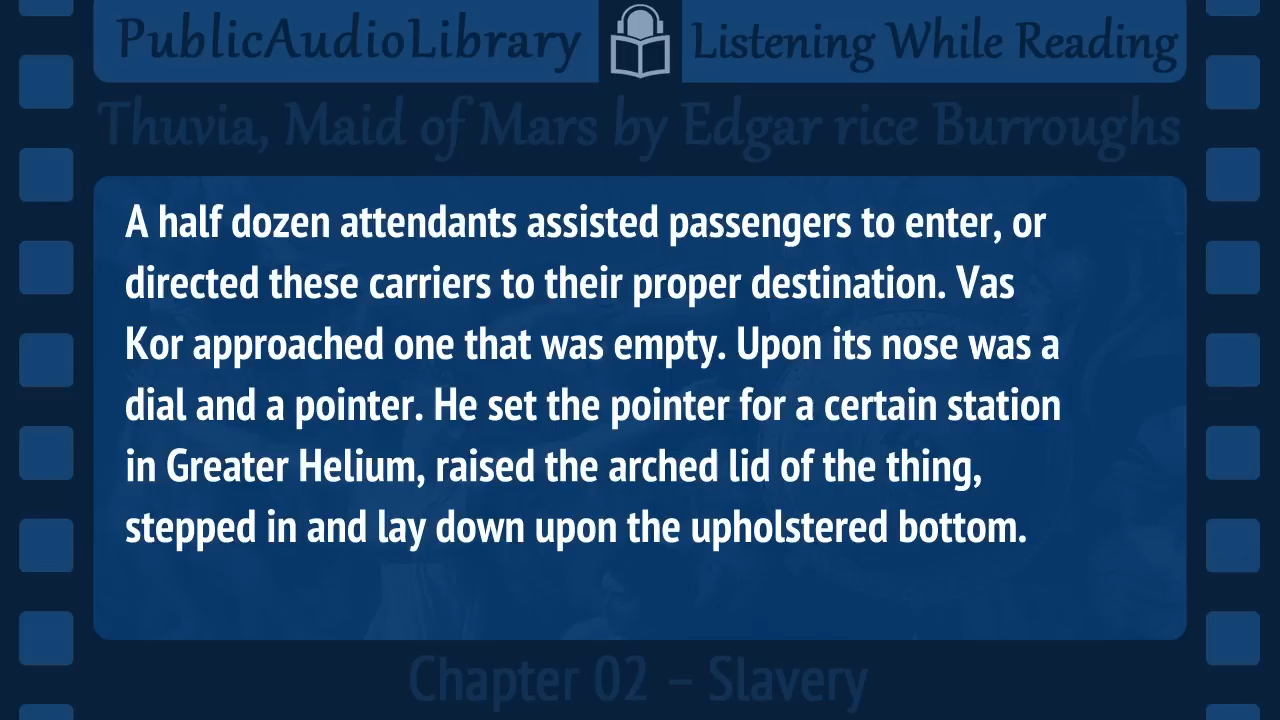 PublicAudioLibrary Listening While Reading
Thuvia, Maid of Mars by Edgar rice Burroughs
A half dozen attendants assisted passengers to enter, or
directed these carriers to their proper destination. Vas
Kor approached one that was empty. Upon its nose was a
dial and a pointer. He set the pointer for a certain station
in Greater Helium, raised the arched lid of the thing,
stepped in and lay down upon the upholstered bottom.
Chapter 02 – Slavery